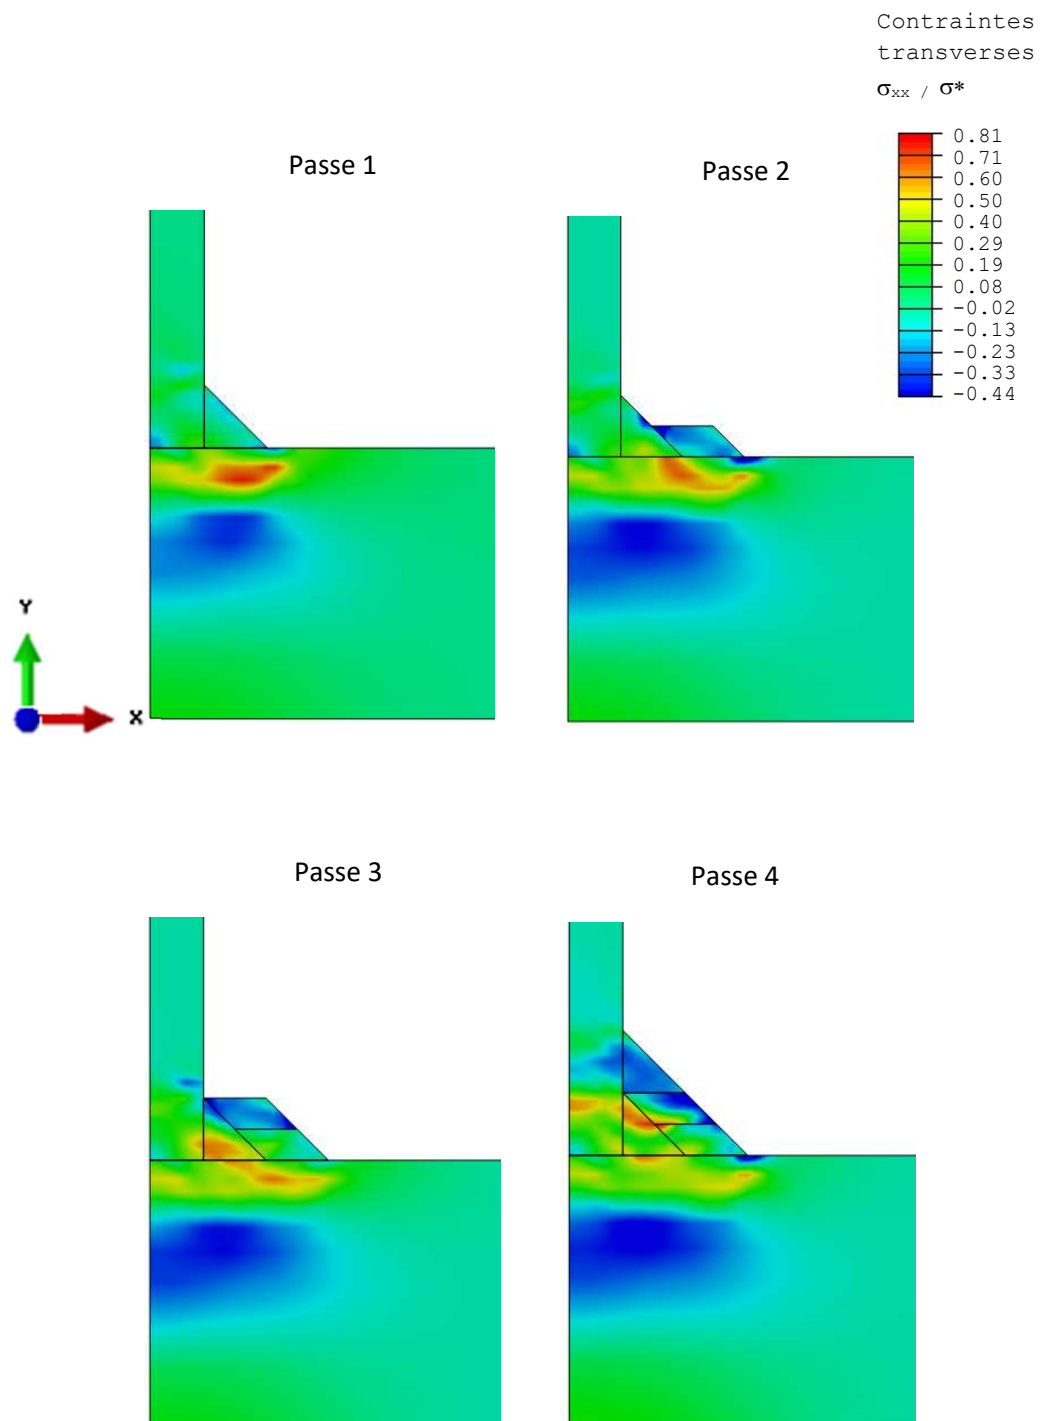 Contraintes
transverses
σxx / σ*
0.81
0.71
0.60
0.50
0.40
0.29
0.19
0.08
-0.02
-0.13
-0.23
-0.33
-0.44
Passe 1
Passe 2
Y
X
Passe 3
Passe 4